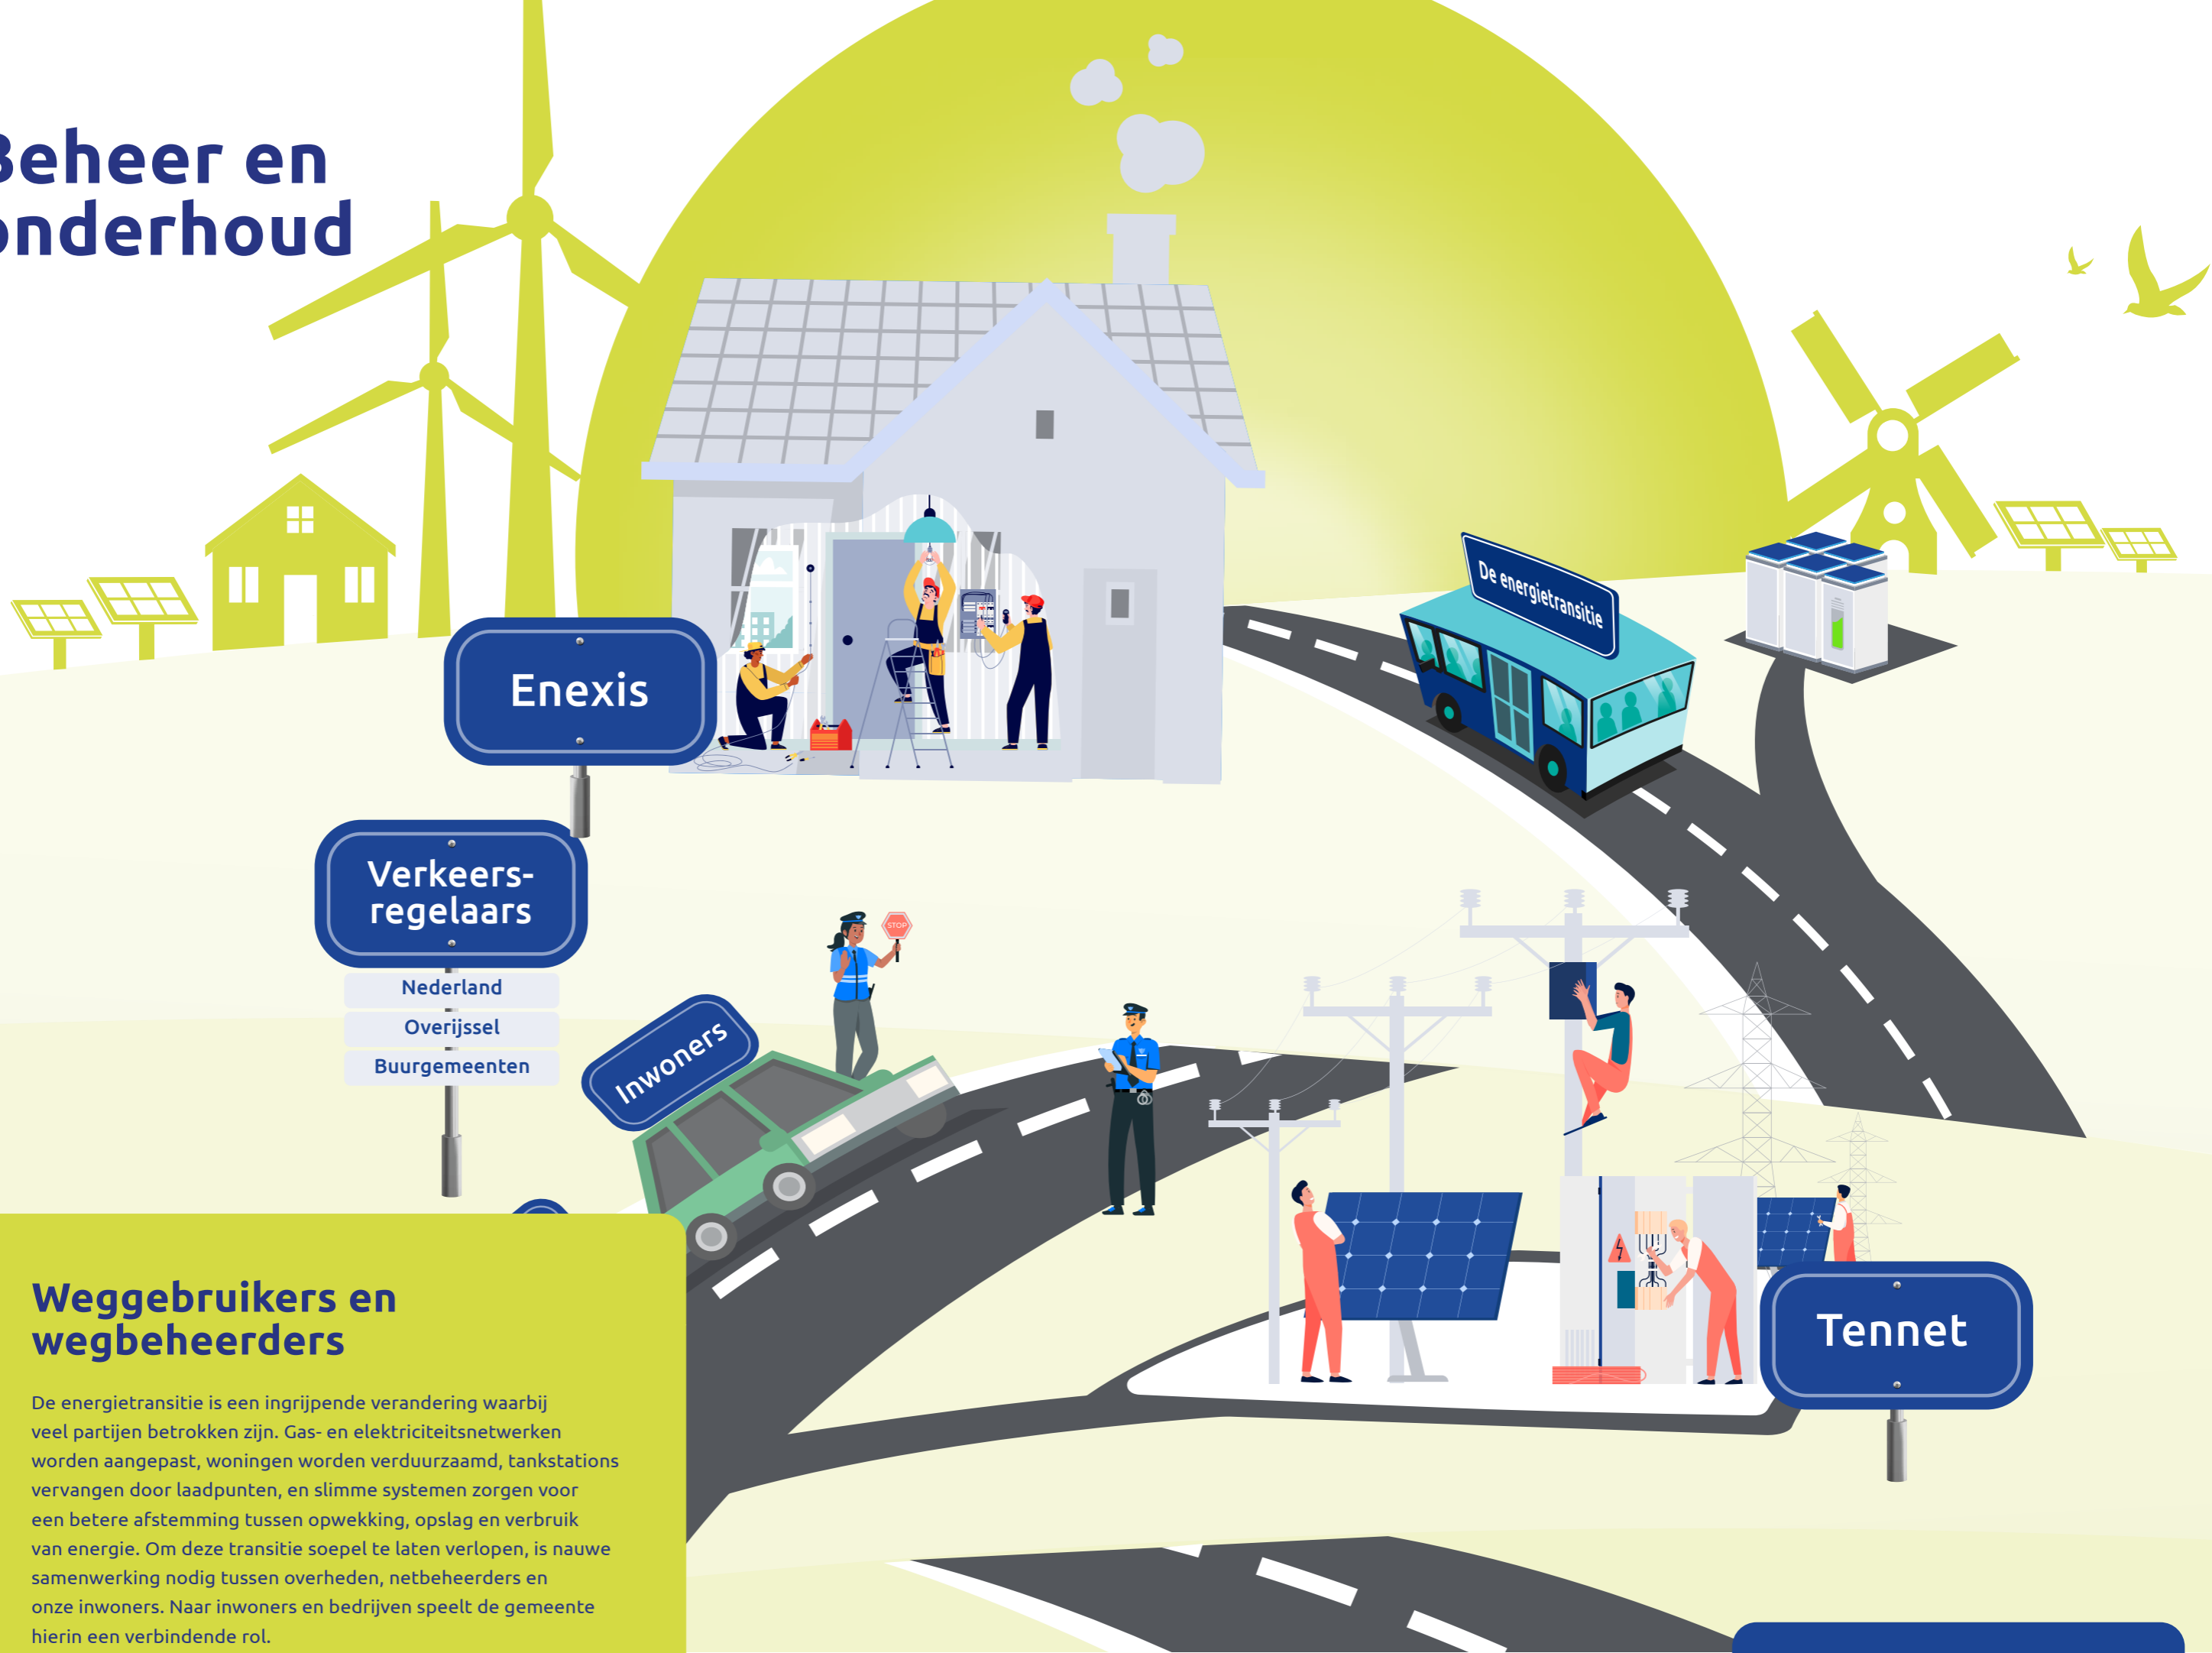 Beheer en
onderhoud
De energietransitie
Enexis
Verkeers-
regelaars
Nederland
Overijssel
Buurgemeenten
STOP
Inwoners
Tennet
Weggebruikers en
wegbeheerders
De energietransitie is een ingrijpende verandering waarbij
veel partijen betrokken zijn. Gas- en elektriciteitsnetwerken
worden aangepast, woningen worden verduurzaamd, tankstations
vervangen door laadpunten, en slimme systemen zorgen voor
een betere afstemming tussen opwekking, opslag en verbruik
van energie. Om deze transitie soepel te laten verlopen, is nauwe
samenwerking nodig tussen overheden, netbeheerders en
onze inwoners. Naar inwoners en bedrijven speelt de gemeente
hierin een verbindende rol.